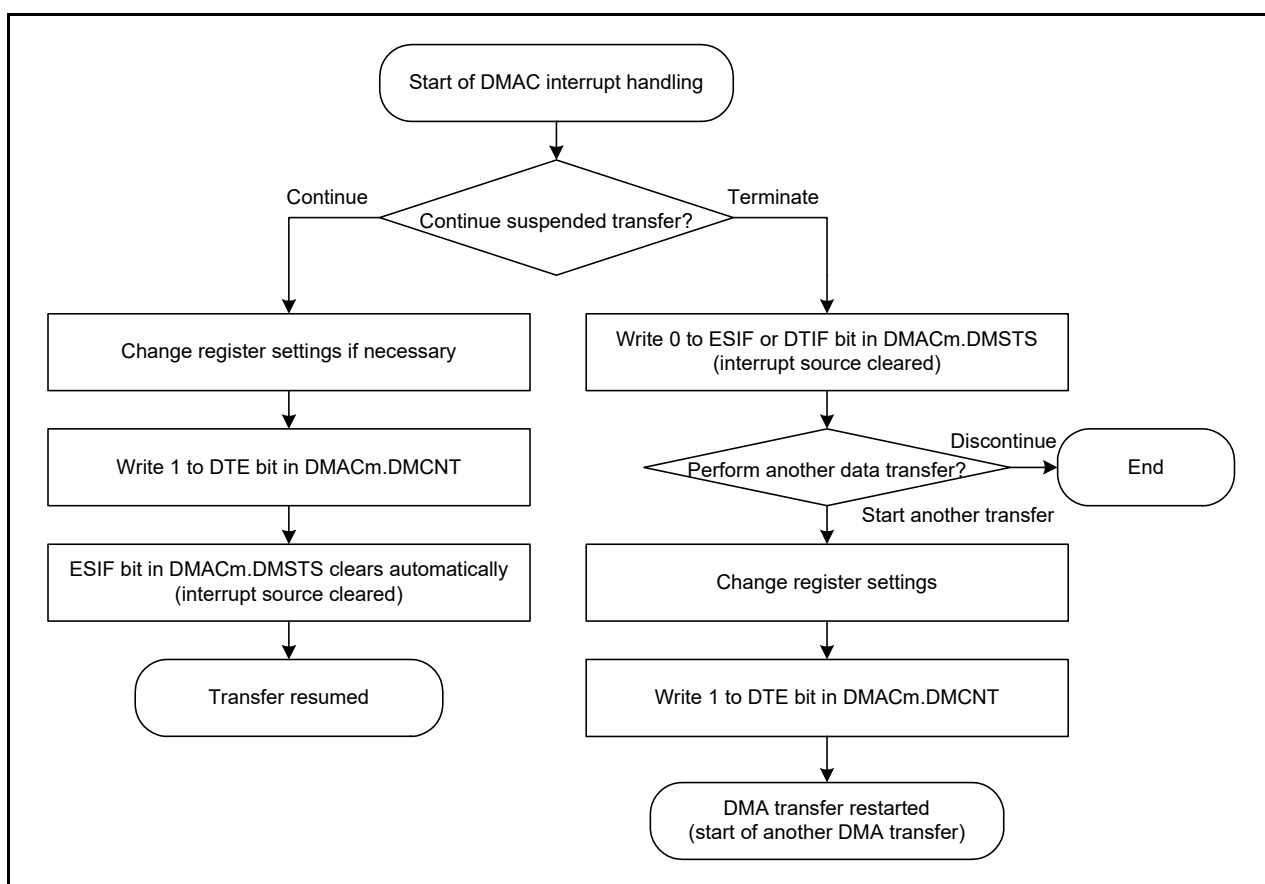 Start of DMAC interrupt handling
Continue
Terminate
Continue suspended transfer?
Change register settings if necessary
Write 1 to DTE bit in DMACm.DMCNT
ESIF bit in DMACm.DMSTS clears automatically
(interrupt source cleared)
Transfer resumed
Write 0 to ESIF or DTIF bit in DMACm.DMSTS
(interrupt source cleared)
Perform another data transfer?
Discontinue
End
Start another transfer
Change register settings
Write 1 to DTE bit in DMACm.DMCNT
DMA transfer restarted
(start of another DMA transfer)